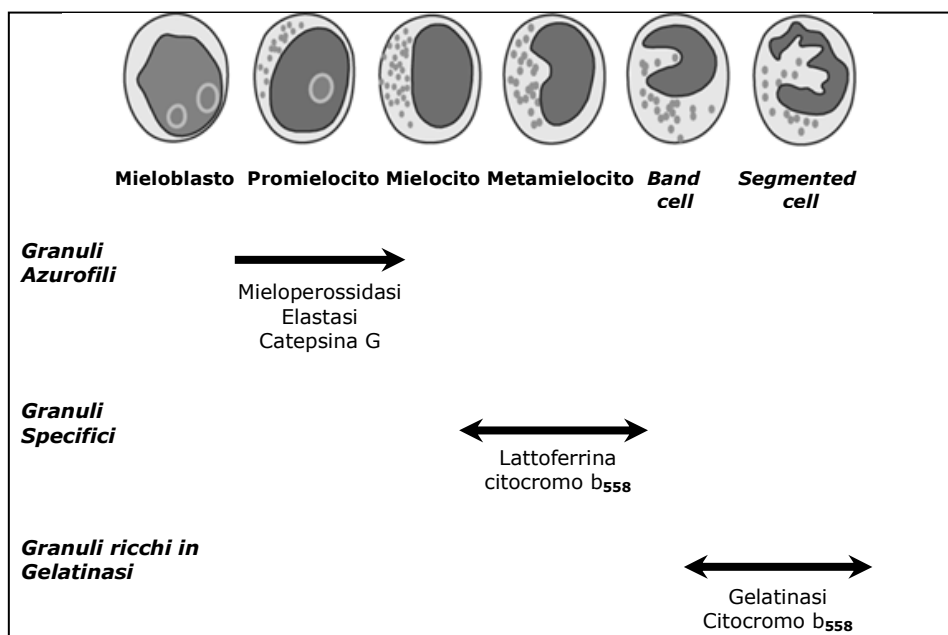 Mieloblasto Promielocito Mielocito Metamielocito Band cell Segmented cell
Granuli
Azurofili
Mieloperossidasi
Elastasi
Catepsina G
Granuli
Specifici
Lattoferrina
citocromo b558
Granuli ricchi in
Gelatinasi
Gelatinasi
Citocromo b558